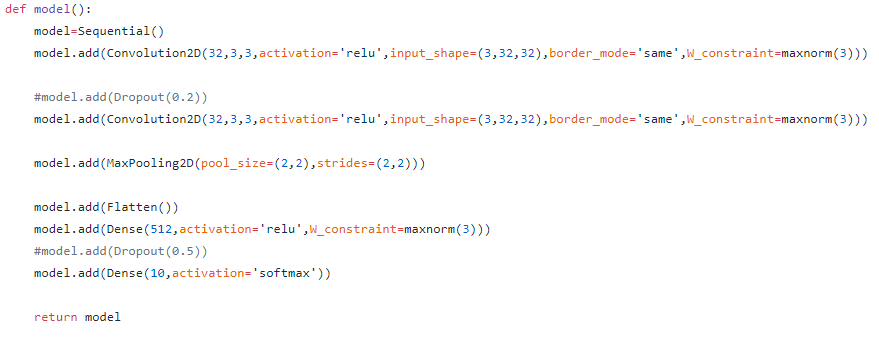 def model():
    model=Sequential()
    model.add(Convolution2D(32,3,3,activation='relu',input_shape=(3,32,32),border_mode='same',W_constraint=maxnorm(3)))
    #model.add(Dropout(0.2))
    model.add(Convolution2D(32,3,3,activation='relu',input_shape=(3,32,32),border_mode='same',W_constraint=maxnorm(3)))
    model.add(MaxPooling2D(pool_size=(2,2),strides=(2,2)))
    model.add(Flatten())
    model.add(Dense(512,activation='relu',W_constraint=maxnorm(3)))
    #model.add(Dropout(0.5))
    model.add(Dense(10,activation='softmax'))
    return model